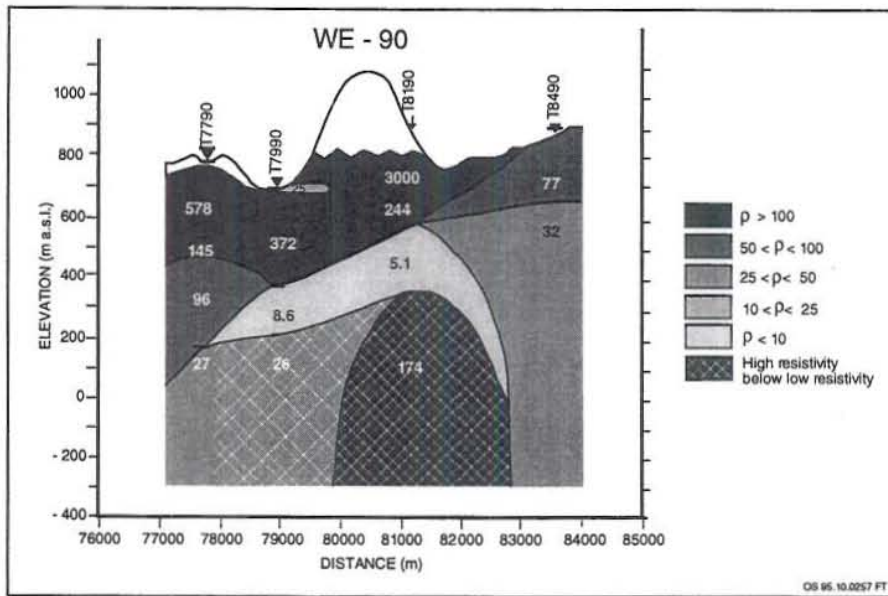 WE - 90
T7790
T7990
T8190
T8490
ELEVATION (m a.s.l.)
1000
800
600
400
200
0
- 200
- 400
578
145
96
27
372
8.6
26
3000
244
5.1
174
77
32
76000 77000 78000 79000 80000 81000 82000 83000 84000 85000
DISTANCE (m)
ρ > 100
50 < ρ < 100
25 < ρ < 50
10 < ρ < 25
ρ < 10
High resistivity
below low resistivity
OS 95.10.0257 FT